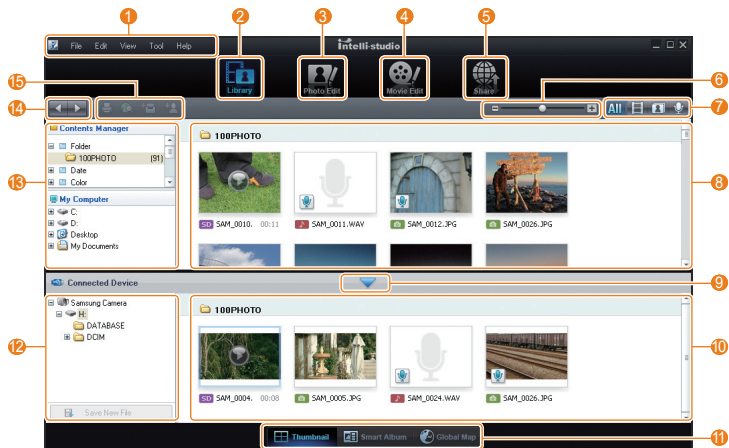 1 2 3 4 5
File Edit View Tool Help
intelli-studio
Library Photo Edit Movie Edit Share
15 6
14 All 7
Contents Manager
Folder
100PHOTO (91)
Date
Color
13
My Computer
C:
D:
Desktop
My Documents
100PHOTO
SD SAM_0010. 00:11 SAM_0011.WAV SAM_0012.JPG SAM_0026.JPG
8
Connected Device 9
Samsung Camera
H:
DATABASE
DCIM
12
Save New File
100PHOTO
SD SAM_0004. 00:08 SAM_0005.JPG SAM_0024.WAV SAM_0026.JPG
10
Thumbnail Smart Album Global Map 11